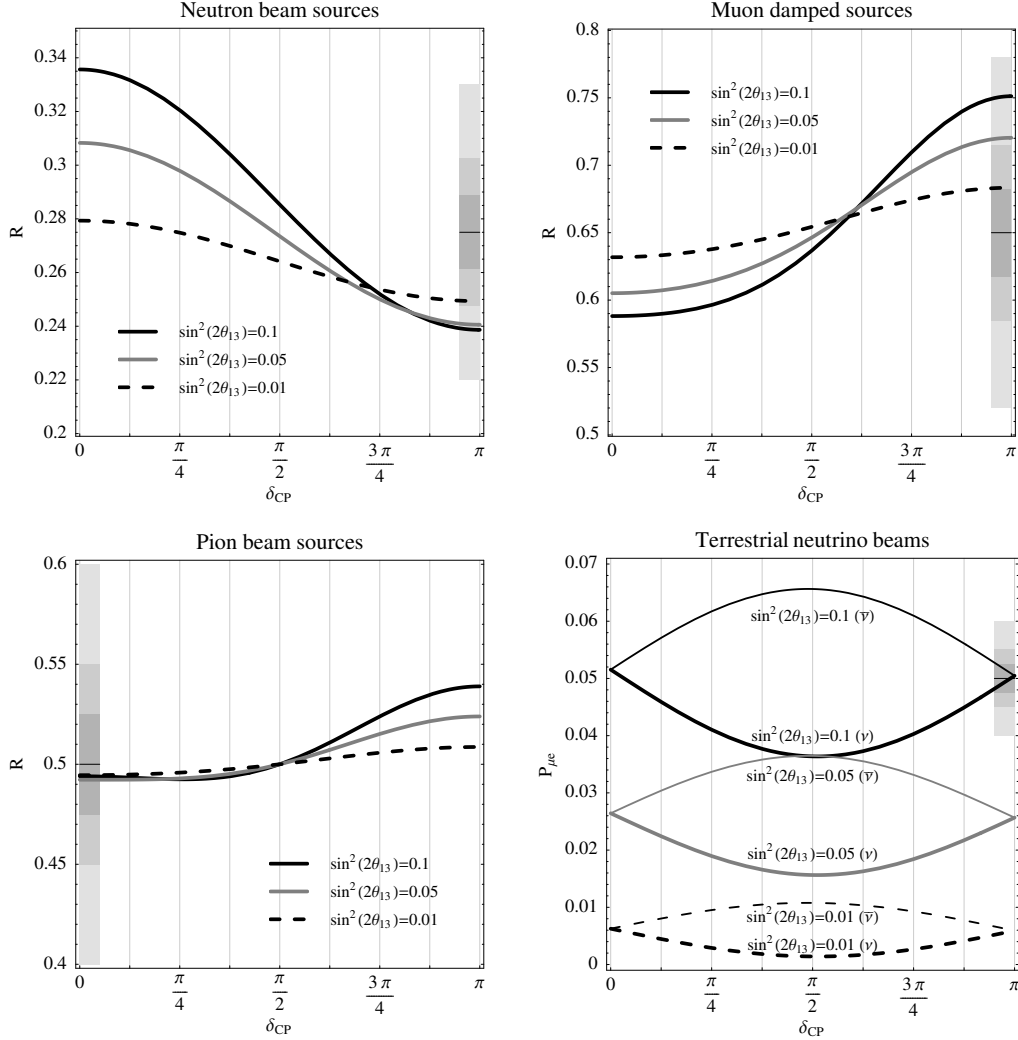 Neutron beam sources
R
0.34
0.32
0.3
0.28
0.26
0.24
0.22
0.2
sin²(2θ₁₃)=0.1
sin²(2θ₁₃)=0.05
sin²(2θ₁₃)=0.01
0 π/4 π/2 3π/4 π
δCP
Muon damped sources
R
0.8
0.75
0.7
0.65
0.6
0.55
0.5
sin²(2θ₁₃)=0.1
sin²(2θ₁₃)=0.05
sin²(2θ₁₃)=0.01
0 π/4 π/2 3π/4 π
δCP
Pion beam sources
R
0.6
0.55
0.5
0.45
0.4
sin²(2θ₁₃)=0.1
sin²(2θ₁₃)=0.05
sin²(2θ₁₃)=0.01
0 π/4 π/2 3π/4 π
δCP
Terrestrial neutrino beams
Pμe
0.07
0.06
0.05
0.04
0.03
0.02
0.01
0
sin²(2θ₁₃)=0.1 (ν̅)
sin²(2θ₁₃)=0.1 (ν)
sin²(2θ₁₃)=0.05 (ν̅)
sin²(2θ₁₃)=0.05 (ν)
sin²(2θ₁₃)=0.01 (ν̅)
sin²(2θ₁₃)=0.01 (ν)
0 π/4 π/2 3π/4 π
δCP